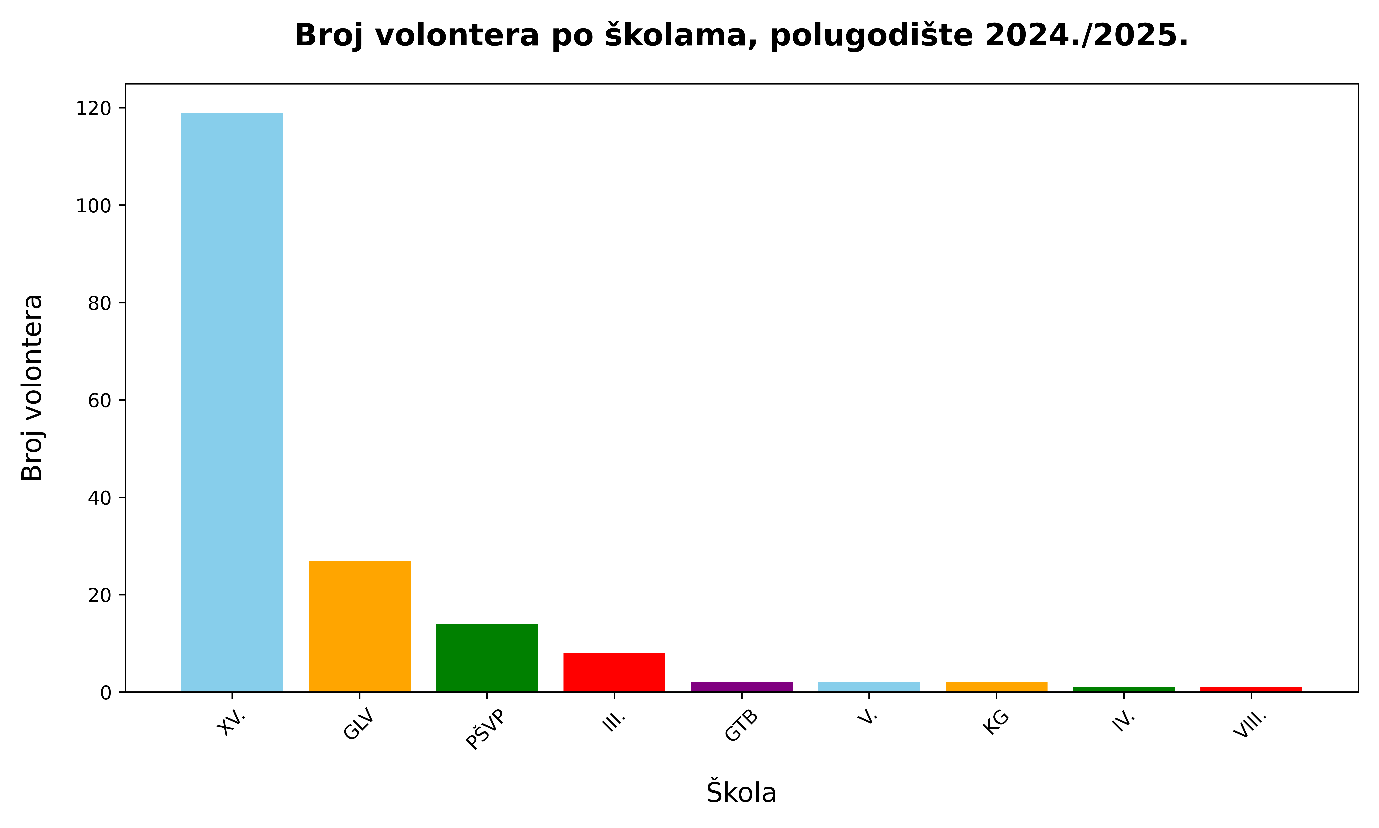 Broj volontera po školama, polugodište 2024./2025.
Broj volontera
120
100
80
60
40
20
0
XV.
GLV
PŠVP
III.
GTB
V.
KG
IV.
VIII.
Škola